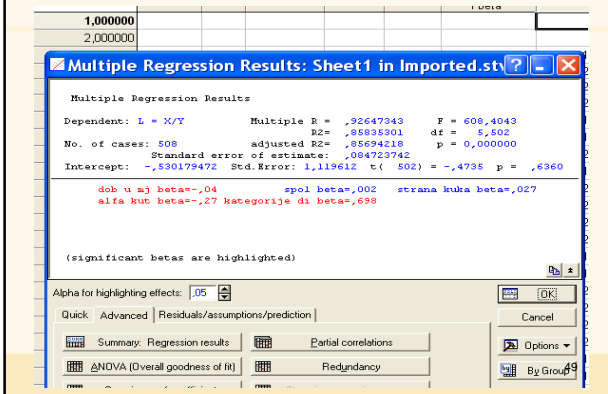 1 beta
1,000000
2,000000
Multiple Regression Results: Sheet1 in Imported.st
Multiple Regression Results
Dependent: L = X/Y Multiple R = ,92647343 F = 608,4043
R2= ,85835301 df = 5,502
No. of cases: 508 adjusted R2= ,85694218 p = 0,000000
Standard error of estimate: ,084723742
Intercept: -,530179472 Std.Error: 1,119612 t( 502) = -,4735 p = ,6360
dob u mj beta=-,04 spol beta=,002 strana kuka beta=,027
alfa kut beta=-,27 kategorije di beta=,698
(significant betas are highlighted)
Alpha for highlighting effects: ,05
OK
Quick Advanced Residuals/assumptions/prediction
Cancel
Summary: Regression results Partial correlations
Options
ANOVA (Overall goodness of fit) Redundancy
By Group
49